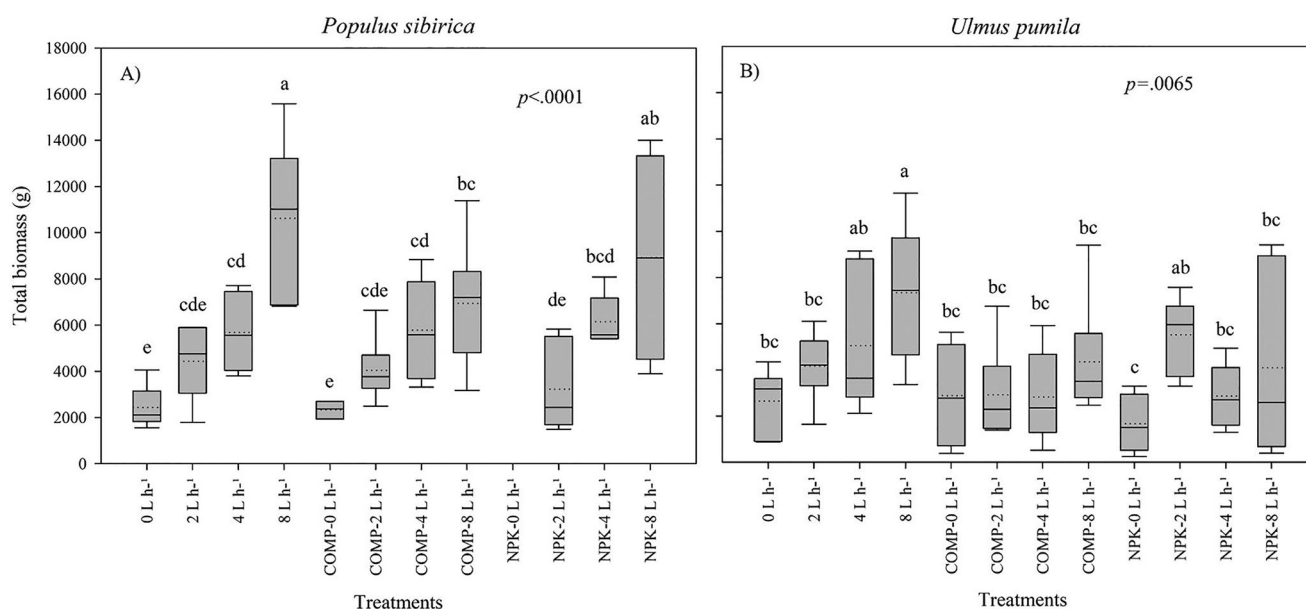 Populus sibirica
Ulmus pumila
Total biomass (g)
18000
16000
14000
12000
10000
8000
6000
4000
2000
0
A)
p<.0001
e
cde
cd
a
e
cde
cd
bc
de
bcd
ab
0 L h-¹
2 L h-¹
4 L h-¹
8 L h-¹
COMP-0 L h-¹
COMP-2 L h-¹
COMP-4 L h-¹
COMP-8 L h-¹
NPK-0 L h-¹
NPK-2 L h-¹
NPK-4 L h-¹
NPK-8 L h-¹
Treatments
B)
p=.0065
bc
bc
ab
a
bc
bc
bc
bc
c
ab
bc
bc
0 L h-¹
2 L h-¹
4 L h-¹
8 L h-¹
COMP-0 L h-¹
COMP-2 L h-¹
COMP-4 L h-¹
COMP-8 L h-¹
NPK-0 L h-¹
NPK-2 L h-¹
NPK-4 L h-¹
NPK-8 L h-¹
Treatments